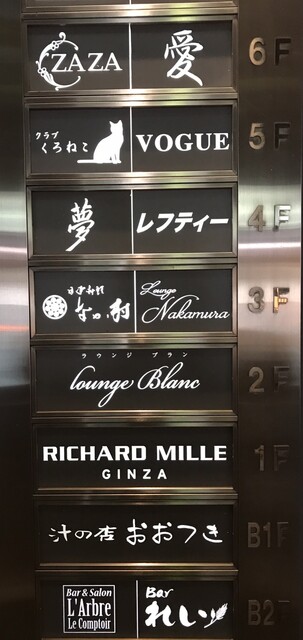 ZAZA
愛
6F
クラブ
くろねこ
VOGUE
5F
夢
レフティー
4F
Lounge
Nakamura
3F
ラウンジ ブラン
lounge Blanc
2F
RICHARD MILLE
GINZA
1F
汁の店 おおつき
B1F
Bar & Salon
L'Arbre
Le Comptoir
Bar
れい
B2F